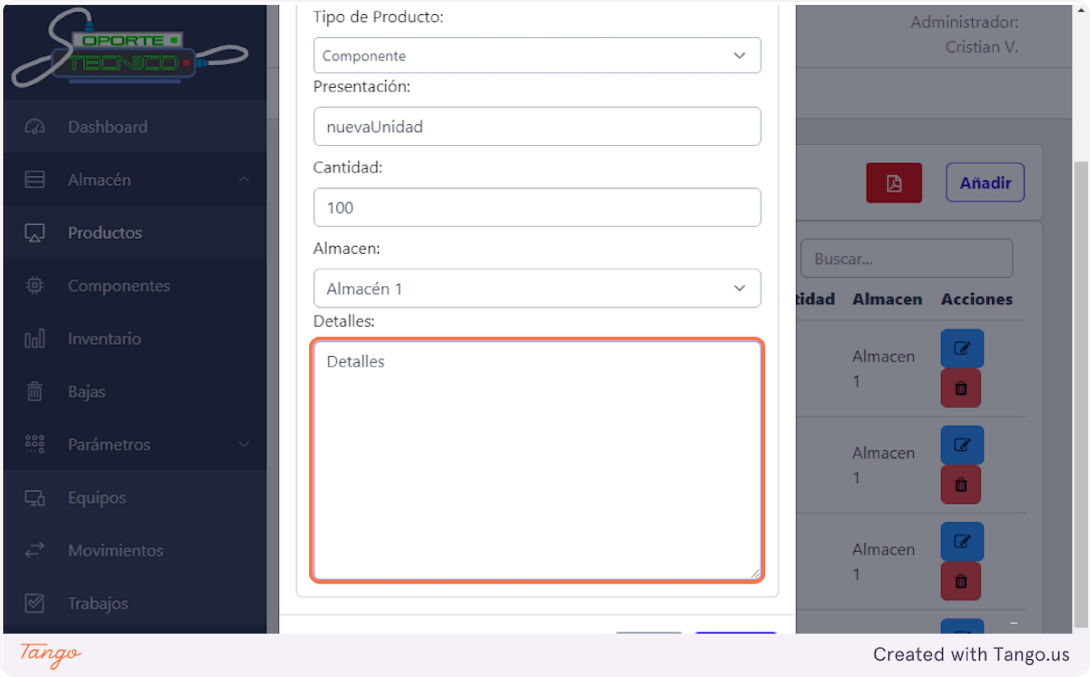 OPORTE
TECNICO
Dashboard
Almacén
Productos
Componentes
Inventario
Bajas
Parámetros
Equipos
Movimientos
Trabajos
Tipo de Producto:
Componente
Presentación:
nuevaUnidad
Cantidad:
100
Almacen:
Almacén 1
Detalles:
Detalles
Administrador:
Cristian V.
Añadir
Buscar...
tidad Almacen Acciones
Almacen
1
Almacen
1
Almacen
1
Tango
Created with Tango.us